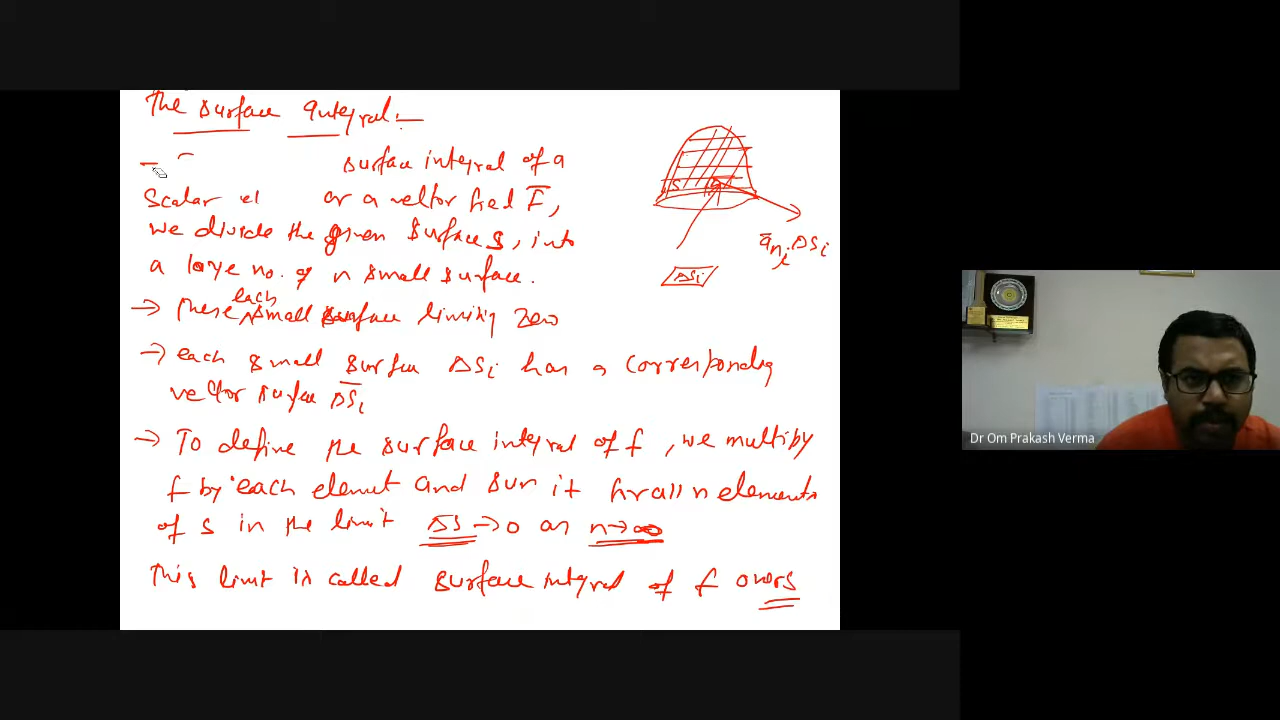 The surface integral:-
surface integral of a
Scalar or a vector field F̅,
we divide the given surface S, into
a large no. of n small surface.
→ these each small surface limiting zero
→ each small surface ΔSi has a corresponding
vector surface Δ̅Si
→ To define the surface integral of f, we multiply
f by each element and sum it for all n elements
of S in the limit ΔS → 0 as n → ∞
This limit is called surface integral of f over S
S
a̅ni ΔSi
ΔSi
Dr Om Prakash Verma